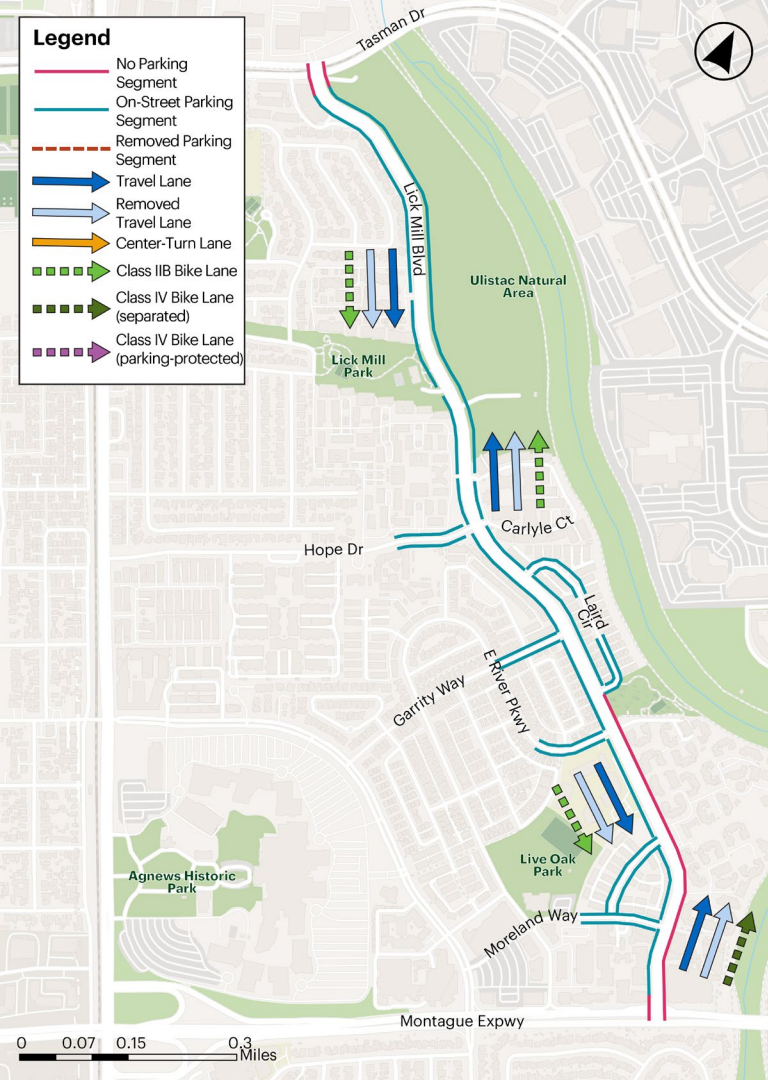 Legend
No Parking
Segment
On-Street Parking
Segment
Removed Parking
Segment
Travel Lane
Removed
Travel Lane
Center-Turn Lane
Class IIB Bike Lane
Class IV Bike Lane
(separated)
Class IV Bike Lane
(parking-protected)
Tasman Dr
Lick Mill Blvd
Ulistac Natural
Area
Lick Mill
Park
Carlyle Ct
Hope Dr
Laird
Cir
E River Pkwy
Garrity Way
Live Oak
Park
Agnews Historic
Park
Moreland Way
Montague Expwy
0 0.07 0.15 0.3
Miles